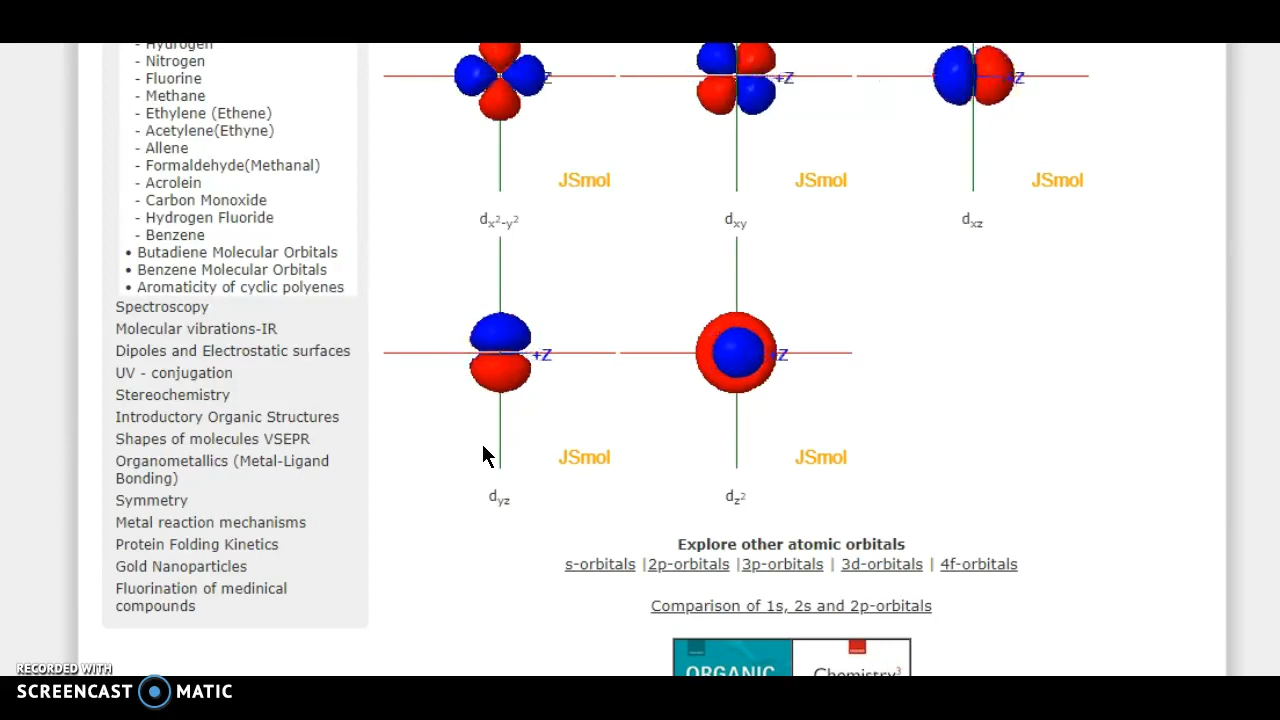 - Hydrogen
- Nitrogen
- Fluorine
- Methane
- Ethylene (Ethene)
- Acetylene(Ethyne)
- Allene
- Formaldehyde(Methanal)
- Acrolein
- Carbon Monoxide
- Hydrogen Fluoride
- Benzene
• Butadiene Molecular Orbitals
• Benzene Molecular Orbitals
• Aromaticity of cyclic polyenes
Spectroscopy
Molecular vibrations-IR
Dipoles and Electrostatic surfaces
UV - conjugation
Stereochemistry
Introductory Organic Structures
Shapes of molecules VSEPR
Organometallics (Metal-Ligand
Bonding)
Symmetry
Metal reaction mechanisms
Protein Folding Kinetics
Gold Nanoparticles
Fluorination of medinical
compounds
Z +Z +Z
JSmol JSmol JSmol
dx²-y² dxy dxz
+Z +Z
JSmol JSmol
dyz dz²
Explore other atomic orbitals
s-orbitals |2p-orbitals |3p-orbitals | 3d-orbitals | 4f-orbitals
Comparison of 1s, 2s and 2p-orbitals
ORGANIC Chemistry³
RECORDED WITH
SCREENCAST MATIC